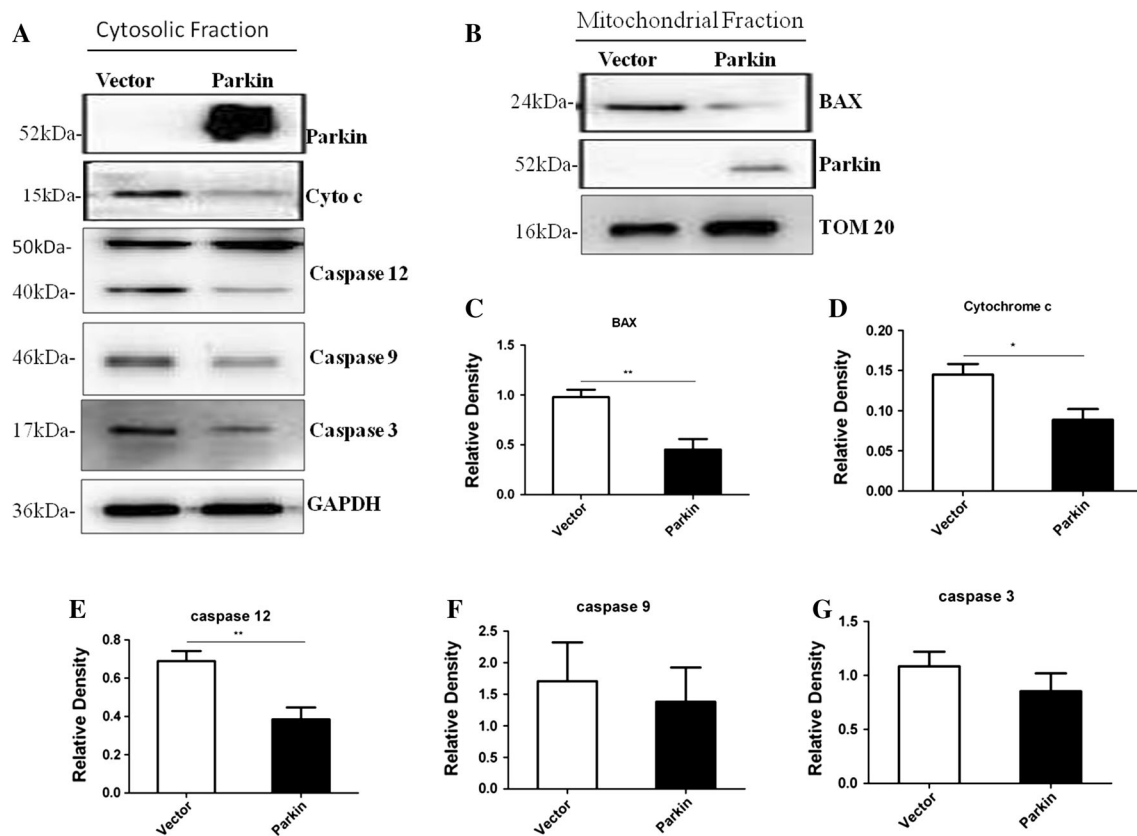 A
Cytosolic Fraction
Vector Parkin
52kDa- Parkin
15kDa- Cyto c
50kDa-
Caspase 12
40kDa-
46kDa- Caspase 9
17kDa- Caspase 3
36kDa- GAPDH
B
Mitochondrial Fraction
Vector Parkin
24kDa- BAX
52kDa- Parkin
16kDa- TOM 20
C
BAX
Relative Density
1.5
1.0
0.5
0.0
**
Vector
Parkin
D
Cytochrome c
Relative Density
0.20
0.15
0.10
0.05
0.00
*
Vector
Parkin
E
caspase 12
Relative Density
0.8
0.6
0.4
0.2
0.0
**
Vector
Parkin
F
caspase 9
Relative Density
2.5
2.0
1.5
1.0
0.5
0.0
Vector
Parkin
G
caspase 3
Relative Density
1.5
1.0
0.5
0.0
Vector
Parkin